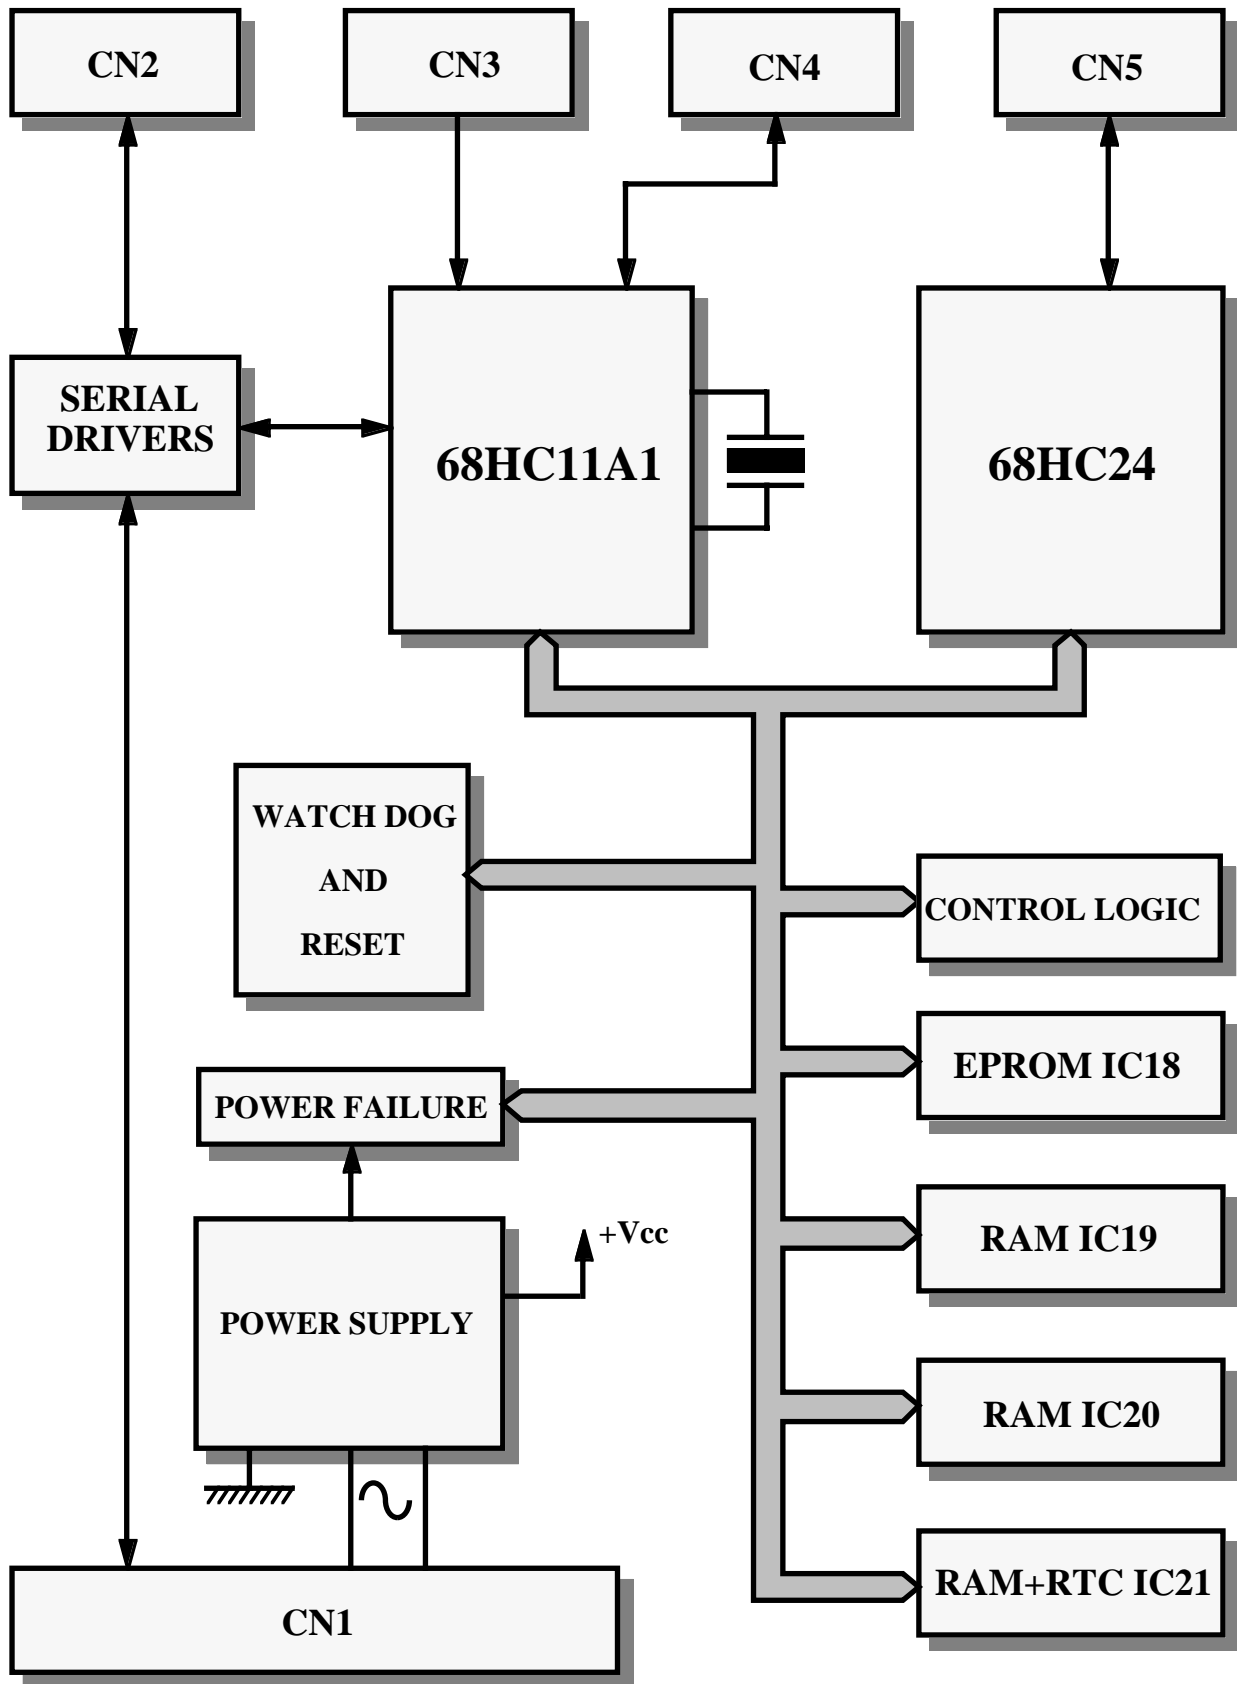 CN2
CN3
CN4
CN5
SERIAL
DRIVERS
68HC11A1
68HC24
WATCH DOG
AND
RESET
CONTROL LOGIC
EPROM IC18
POWER FAILURE
RAM IC19
+Vcc
POWER SUPPLY
RAM IC20
RAM+RTC IC21
CN1